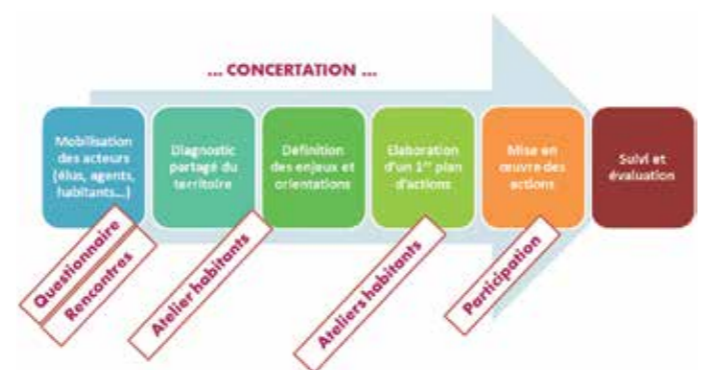 ... CONCERTATION ...
Mobilisation
des acteurs
(élus, agents,
habitants...)
Diagnostic
partagé du
territoire
Définition
des enjeux et
orientations
Elaboration
d'un 1er plan
d'actions
Mise en
œuvre des
actions
Suivi et
évaluation
Questionnaire
Rencontres
Atelier habitants
Ateliers habitants
Participation